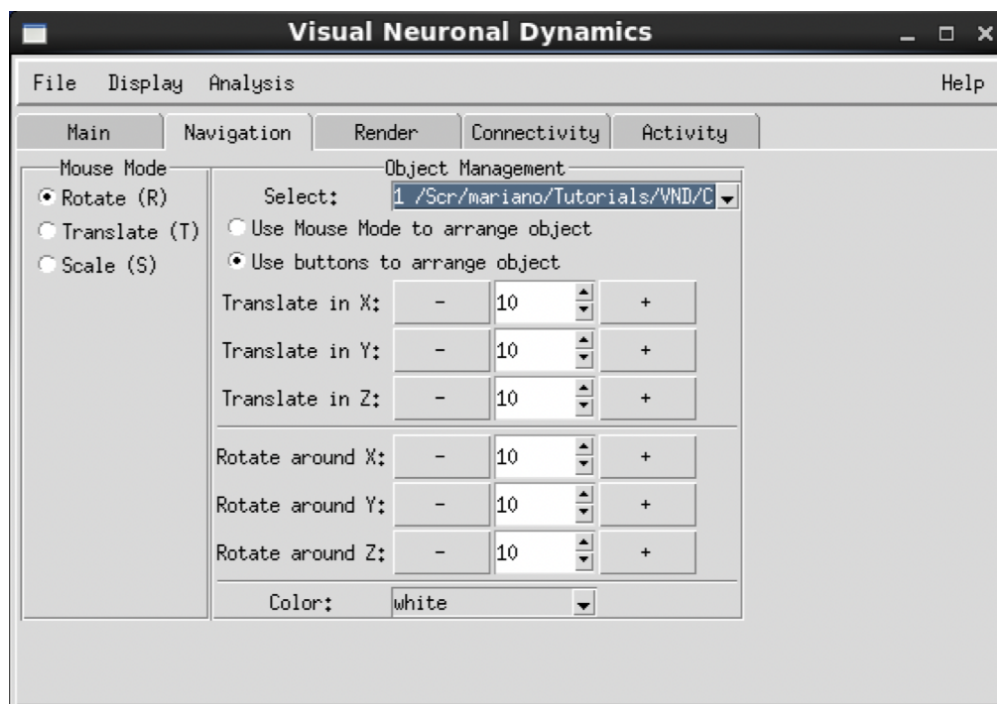 Visual Neuronal Dynamics
File Display Analysis Help
Main Navigation Render Connectivity Activity
Mouse Mode
Rotate (R)
Translate (T)
Scale (S)
Object Management
Select: 1 /Scr/mariano/Tutorials/VND/C
Use Mouse Mode to arrange object
Use buttons to arrange object
Translate in X: - 10 +
Translate in Y: - 10 +
Translate in Z: - 10 +
Rotate around X: - 10 +
Rotate around Y: - 10 +
Rotate around Z: - 10 +
Color: white